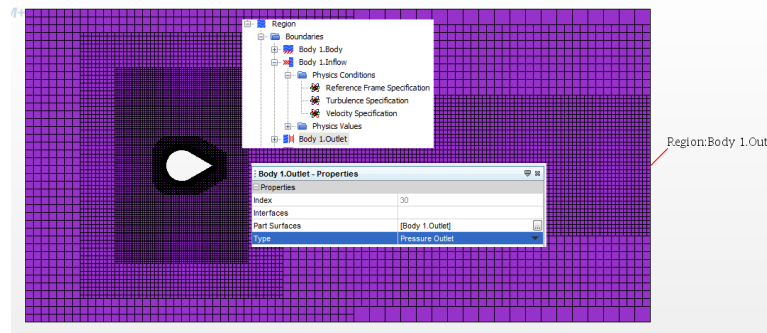 Region
Boundaries
Body 1.Body
Body 1.Inflow
Physics Conditions
Reference Frame Specification
Turbulence Specification
Velocity Specification
Physics Values
Body 1.Outlet
Region:Body 1.Out
Body 1.Outlet - Properties
Properties
Index 30
Interfaces
Part Surfaces [Body 1.Outlet]
Type Pressure Outlet